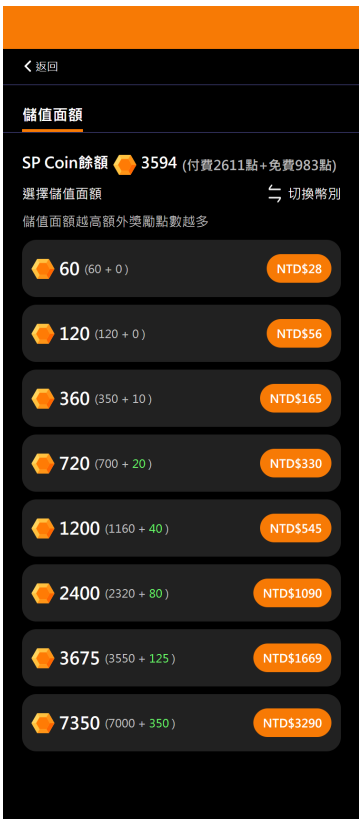 返回
儲值面額
SP Coin餘額 3594 (付費2611點+免費983點)
選擇儲值面額 切換幣別
儲值面額越高額外獎勵點數越多
60 (60 + 0 ) NTD$28
120 (120 + 0 ) NTD$56
360 (350 + 10 ) NTD$165
720 (700 + 20 ) NTD$330
1200 (1160 + 40 ) NTD$545
2400 (2320 + 80 ) NTD$1090
3675 (3550 + 125 ) NTD$1669
7350 (7000 + 350 ) NTD$3290